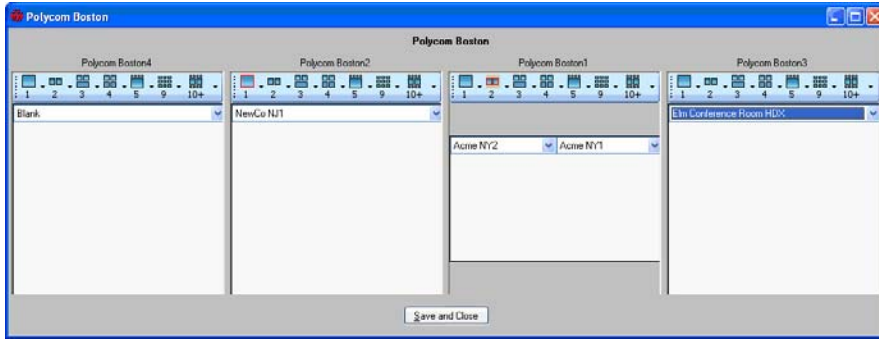 Polycom Boston
Polycom Boston
Polycom Boston4 Polycom Boston2 Polycom Boston1 Polycom Boston3
1 2 3 4 5 9 10+ 1 2 3 4 5 9 10+ 1 2 3 4 5 9 10+ 1 2 3 4 5 9 10+
Blank NewCo NJ1 Elm Conference Room HDX
Acme NY2 Acme NY1
Save and Close